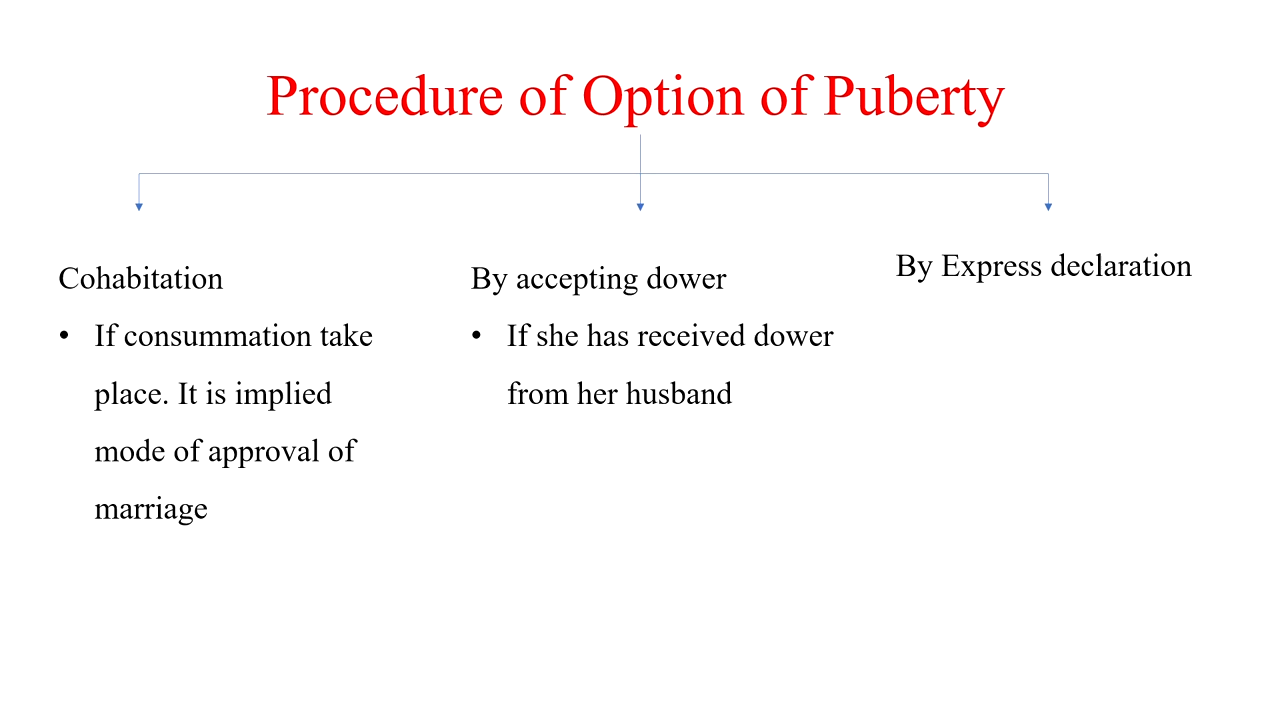 Procedure of Option of Puberty
Cohabitation
• If consummation take
place. It is implied
mode of approval of
marriage
By accepting dower
• If she has received dower
from her husband
By Express declaration